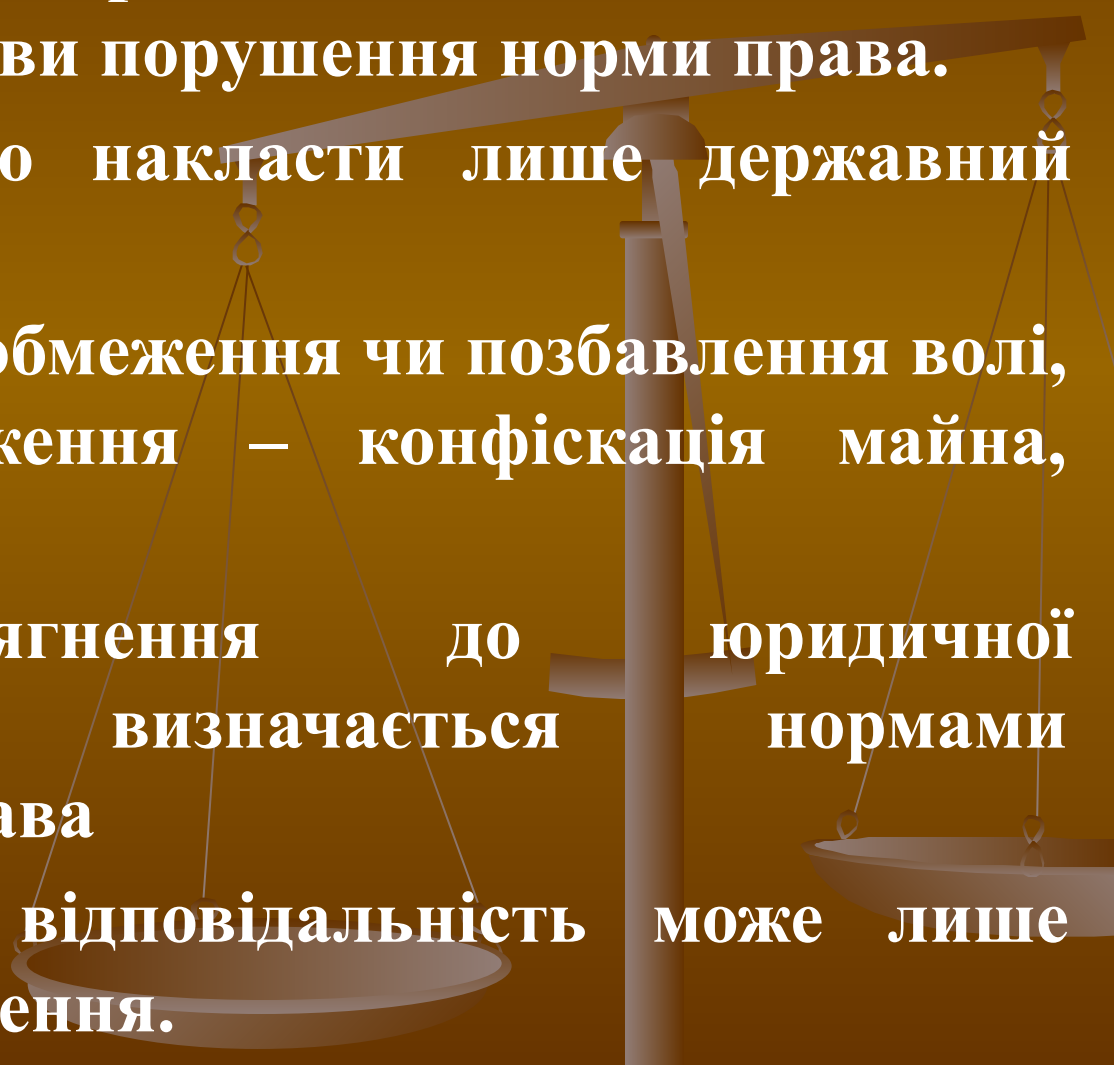 ви порушення норми права.
ю накласти лише державний
обмеження чи позбавлення волі,
ження – конфіскація майна,
ягнення до юридичної
визначається нормами
ава
відповідальність може лише
ення.